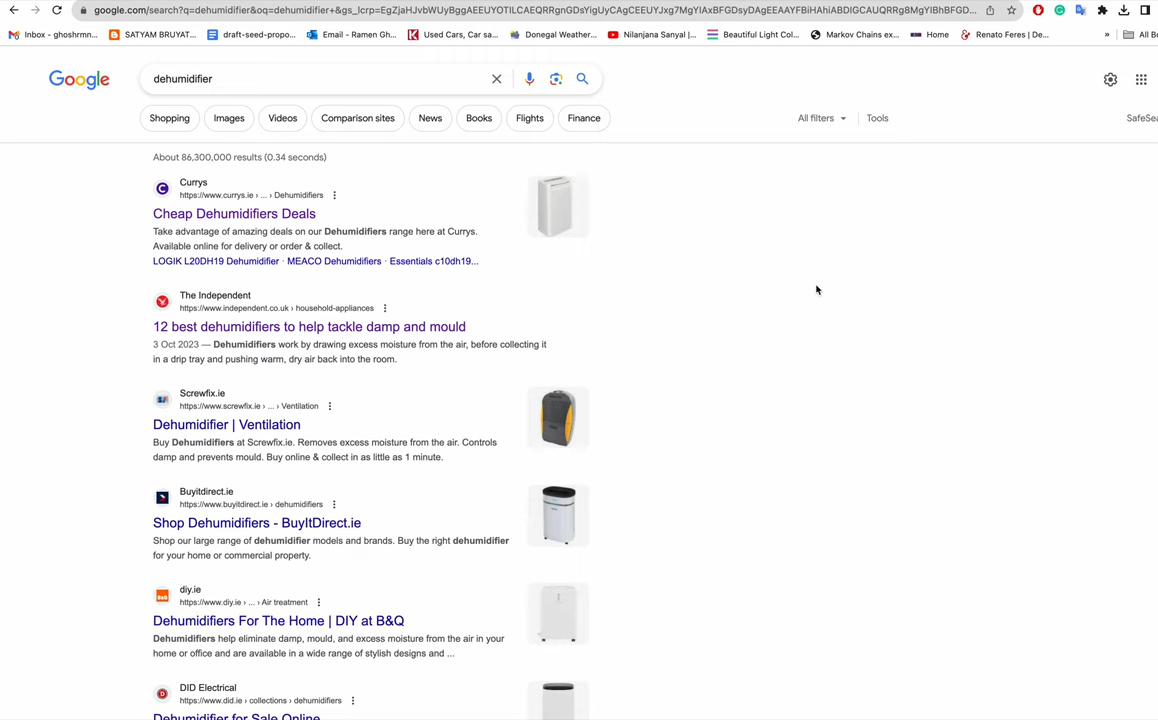 google.com/search?q=dehumidifier&oq=dehumidifier+&gs_lcrp=EgZjaHJvbWUyBggAEEUYOTILCAEQRRgnGDsYigUyCAgCEEUYJxg7MgYIAxBFGDsyDAgEEAAYFBiHAhiABDIGCAUQRRg8MgYIBhBFGD...
Inbox - ghoshrmn...
SATYAM BRUYAT...
draft-seed-propo...
Email - Ramen Gh...
Used Cars, Car sa...
Donegal Weather...
Nilanjana Sanyal |...
Beautiful Light Col...
Markov Chains ex...
Home
Renato Feres | De...
»
All Bo
Google
dehumidifier
Shopping
Images
Videos
Comparison sites
News
Books
Flights
Finance
All filters
Tools
SafeSea
About 86,300,000 results (0.34 seconds)
Currys
https://www.currys.ie › ... › Dehumidifiers
Cheap Dehumidifiers Deals
Take advantage of amazing deals on our Dehumidifiers range here at Currys.
Available online for delivery or order & collect.
LOGIK L20DH19 Dehumidifier · MEACO Dehumidifiers · Essentials c10dh19...
The Independent
https://www.independent.co.uk › household-appliances
12 best dehumidifiers to help tackle damp and mould
3 Oct 2023 — Dehumidifiers work by drawing excess moisture from the air, before collecting it
in a drip tray and pushing warm, dry air back into the room.
Screwfix.ie
https://www.screwfix.ie › ... › Ventilation
Dehumidifier | Ventilation
Buy Dehumidifiers at Screwfix.ie. Removes excess moisture from the air. Controls
damp and prevents mould. Buy online & collect in as little as 1 minute.
Buyitdirect.ie
https://www.buyitdirect.ie › dehumidifiers
Shop Dehumidifiers - BuyItDirect.ie
Shop our large range of dehumidifier models and brands. Buy the right dehumidifier
for your home or commercial property.
diy.ie
https://www.diy.ie › ... › Air treatment
Dehumidifiers For The Home | DIY at B&Q
Dehumidifiers help eliminate damp, mould, and excess moisture from the air in your
home or office and are available in a wide range of stylish designs and ...
DID Electrical
https://www.did.ie › collections › dehumidifiers
Dehumidifier for Sale Online